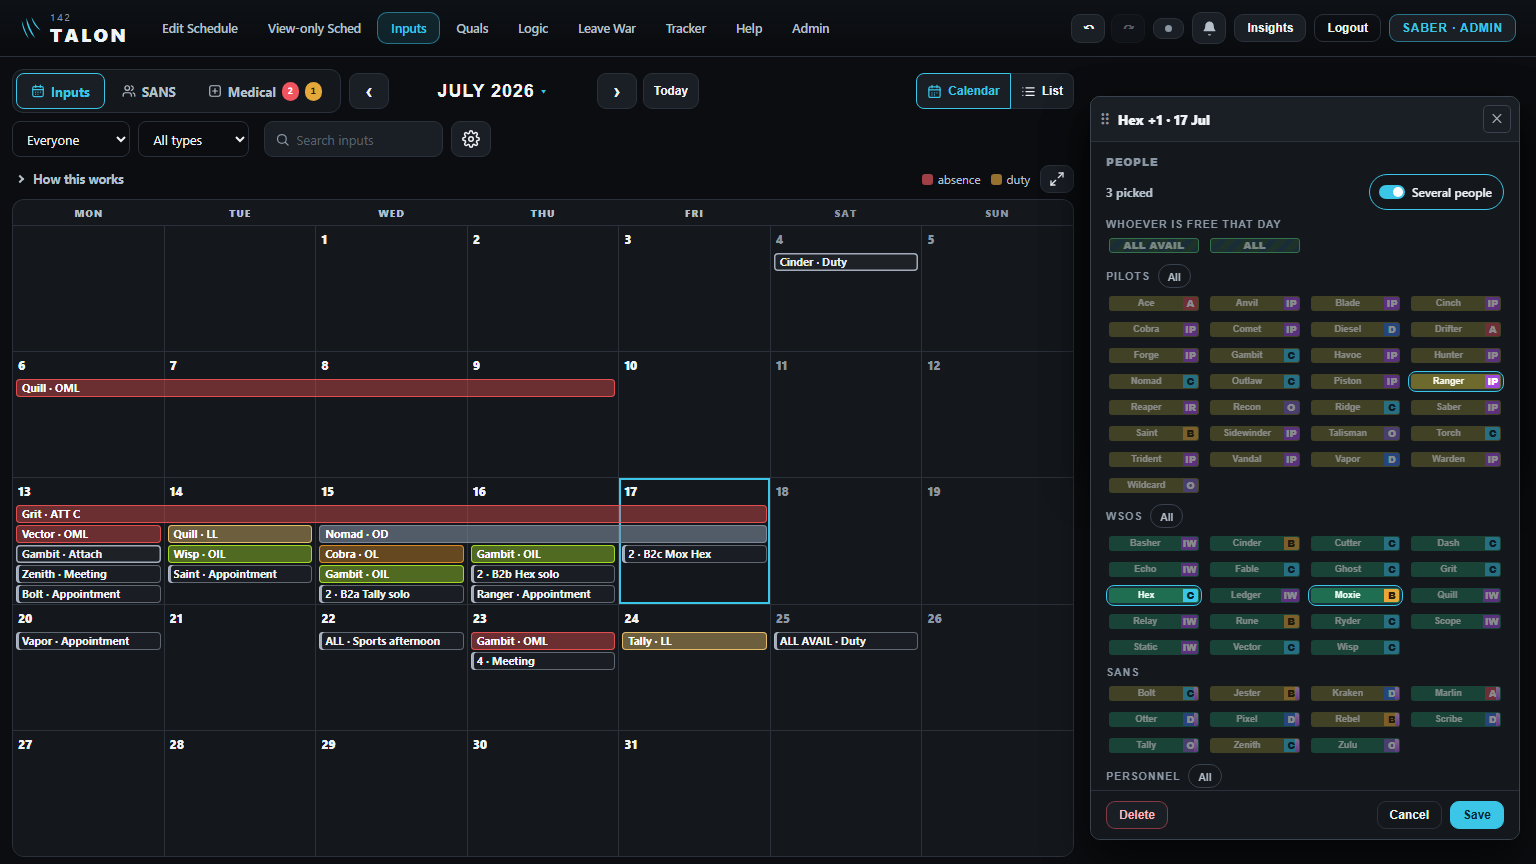 142
TALON
Edit Schedule
View-only Sched
Inputs
Quals
Logic
Leave War
Tracker
Help
Admin
Insights
Logout
SABER · ADMIN
Inputs
SANS
Medical 2 1
JULY 2026
Today
Calendar
List
Everyone
All types
Search inputs
How this works
absence
duty
MON TUE WED THU FRI SAT SUN
1 2 3 4 5
Cinder · Duty
6 7 8 9 10 11 12
Quill · OML
13 14 15 16 17 18 19
Grit · ATT C
Vector · OML
Quill · LL
Nomad · OD
Gambit · Attach
Wisp · OIL
Cobra · OL
Gambit · OIL
2 · B2c Mox Hex
Zenith · Meeting
Saint · Appointment
Gambit · OIL
2 · B2b Hex solo
Bolt · Appointment
2 · B2a Tally solo
Ranger · Appointment
20 21 22 23 24 25 26
Vapor · Appointment
ALL · Sports afternoon
Gambit · OML
Tally · LL
ALL AVAIL · Duty
4 · Meeting
27 28 29 30 31
Hex +1 · 17 Jul
PEOPLE
3 picked
Several people
WHOEVER IS FREE THAT DAY
ALL AVAIL
ALL
PILOTS All
Ace A Anvil IP Blade IP Cinch IP
Cobra IP Comet IP Diesel D Drifter A
Forge IP Gambit C Havoc IP Hunter IP
Nomad C Outlaw C Piston IP Ranger IP
Reaper IR Recon O Ridge C Saber IP
Saint B Sidewinder IP Talisman O Torch C
Trident IP Vandal IP Vapor D Warden IP
Wildcard O
WSOS All
Basher IW Cinder B Cutter C Dash C
Echo IW Fable C Ghost C Grit C
Hex C Ledger IW Moxie B Quill IW
Relay IW Rune B Ryder C Scope IW
Static IW Vector C Wisp C
SANS
Bolt C Jester B Kraken D Marlin A
Otter D Pixel D Rebel B Scribe D
Tally O Zenith C Zulu O
PERSONNEL All
Delete
Cancel
Save